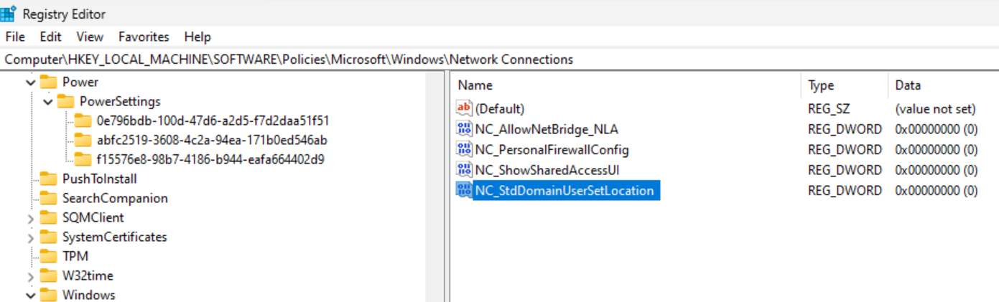 Registry Editor
File Edit View Favorites Help
Computer\HKEY_LOCAL_MACHINE\SOFTWARE\Policies\Microsoft\Windows\Network Connections
Power
PowerSettings
0e796bdb-100d-47d6-a2d5-f7d2daa51f51
abfc2519-3608-4c2a-94ea-171b0ed546ab
f15576e8-98b7-4186-b944-eafa664402d9
PushToInstall
SearchCompanion
SQMClient
SystemCertificates
TPM
W32time
Windows
Name Type Data
(Default) REG_SZ (value not set)
NC_AllowNetBridge_NLA REG_DWORD 0x00000000 (0)
NC_PersonalFirewallConfig REG_DWORD 0x00000000 (0)
NC_ShowSharedAccessUI REG_DWORD 0x00000000 (0)
NC_StdDomainUserSetLocation REG_DWORD 0x00000000 (0)